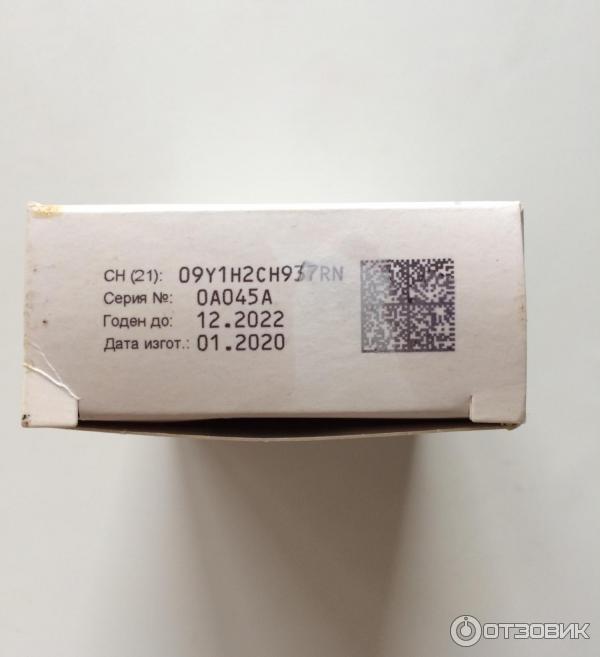 СН (21): 09Y1H2CH937RN
Серия №: 0A045A
Годен до: 12.2022
Дата изгот.: 01.2020
ОТЗОВИК